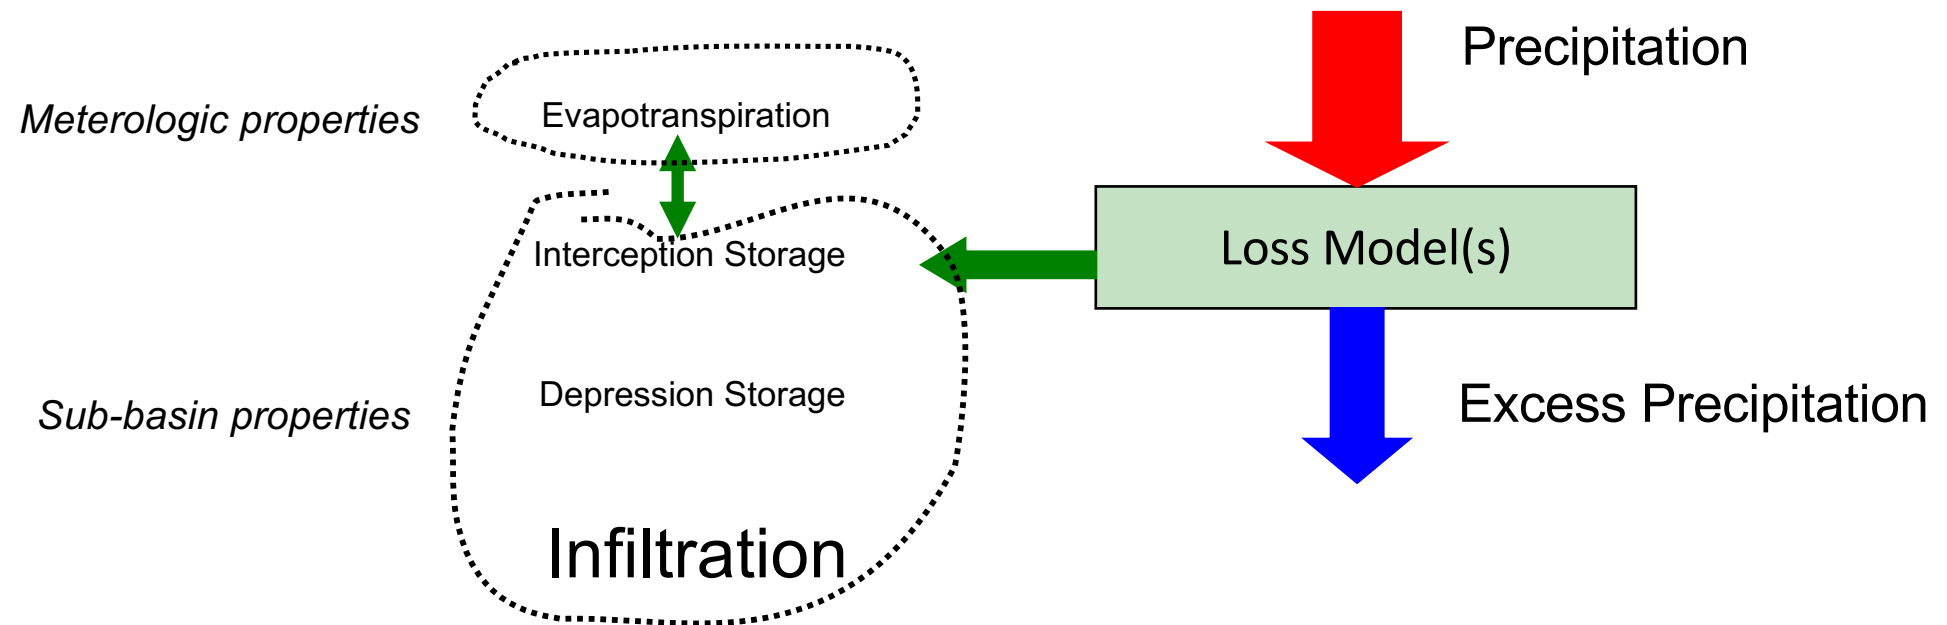 Precipitation
Meterologic properties
Evapotranspiration
Interception Storage
Loss Model(s)
Depression Storage
Sub-basin properties
Excess Precipitation
Infiltration